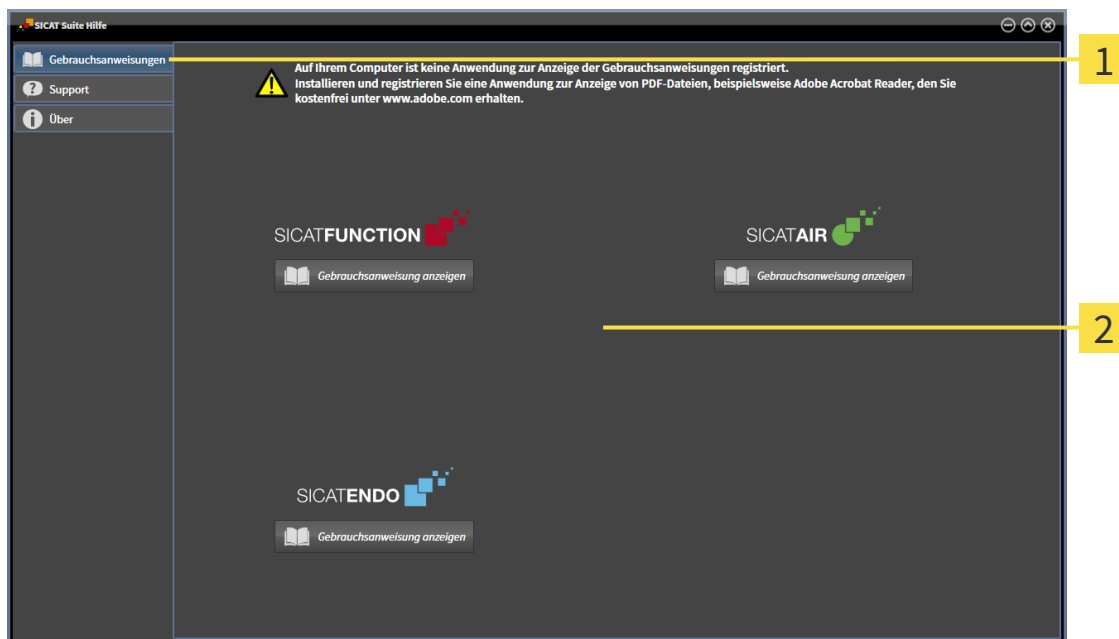 SICAT Suite Hilfe
Gebrauchsanweisungen
Support
Über
Auf Ihrem Computer ist keine Anwendung zur Anzeige der Gebrauchsanweisungen registriert.
Installieren und registrieren Sie eine Anwendung zur Anzeige von PDF-Dateien, beispielsweise Adobe Acrobat Reader, den Sie
kostenfrei unter www.adobe.com erhalten.
1
SICATFUNCTION
Gebrauchsanweisung anzeigen
SICATAIR
Gebrauchsanweisung anzeigen
2
SICATENDO
Gebrauchsanweisung anzeigen